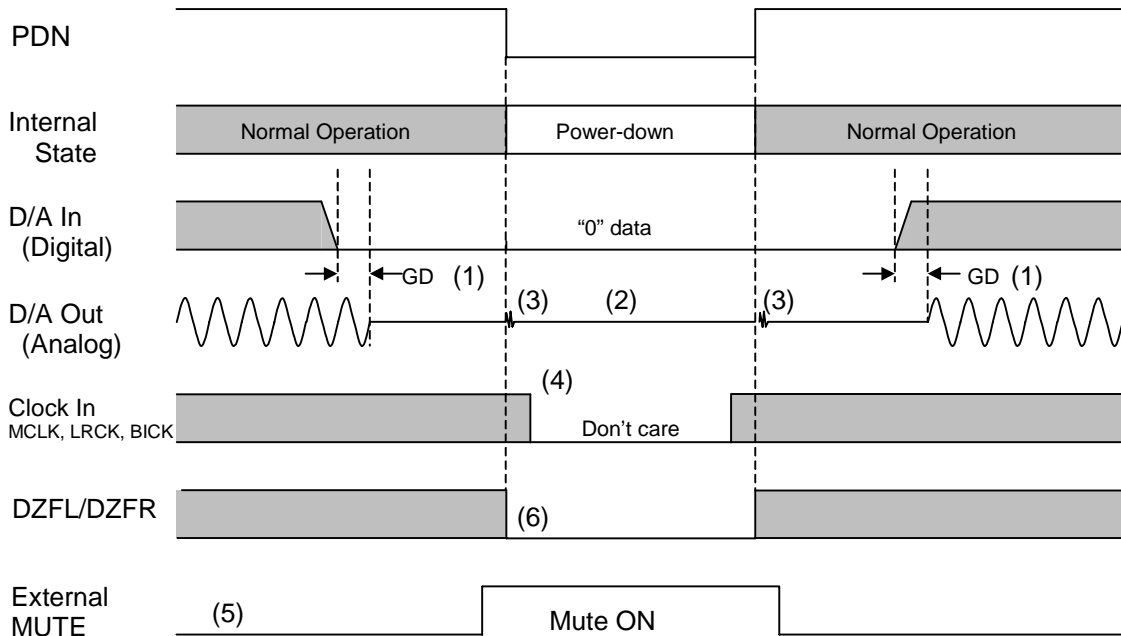 PDN
Internal
State
Normal Operation
Power-down
Normal Operation
D/A In
(Digital)
“0” data
GD (1)
GD (1)
D/A Out
(Analog)
(3)
(2)
(3)
Clock In
MCLK, LRCK, BICK
(4)
Don’t care
DZFL/DZFR
(6)
External
MUTE
(5)
Mute ON